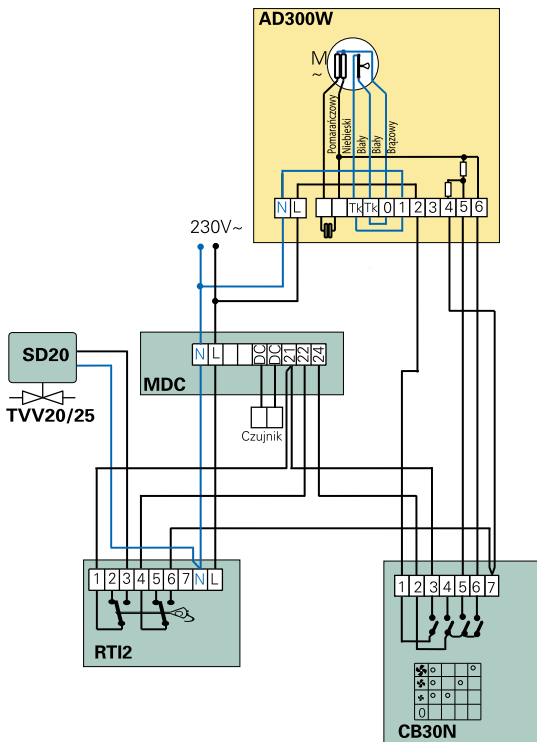 AD300W
M
~
Pomarańczowy
Niebieski
Biały
Biały
Brązowy
N L Tk Tk 0 1 2 3 4 5 6
230V~
SD20
TVV20/25
N L DC DC 21 22 24
MDC
Czujnik
1 2 3 4 5 6 7 N L
RTI2
1 2 3 4 5 6 7
0
CB30N